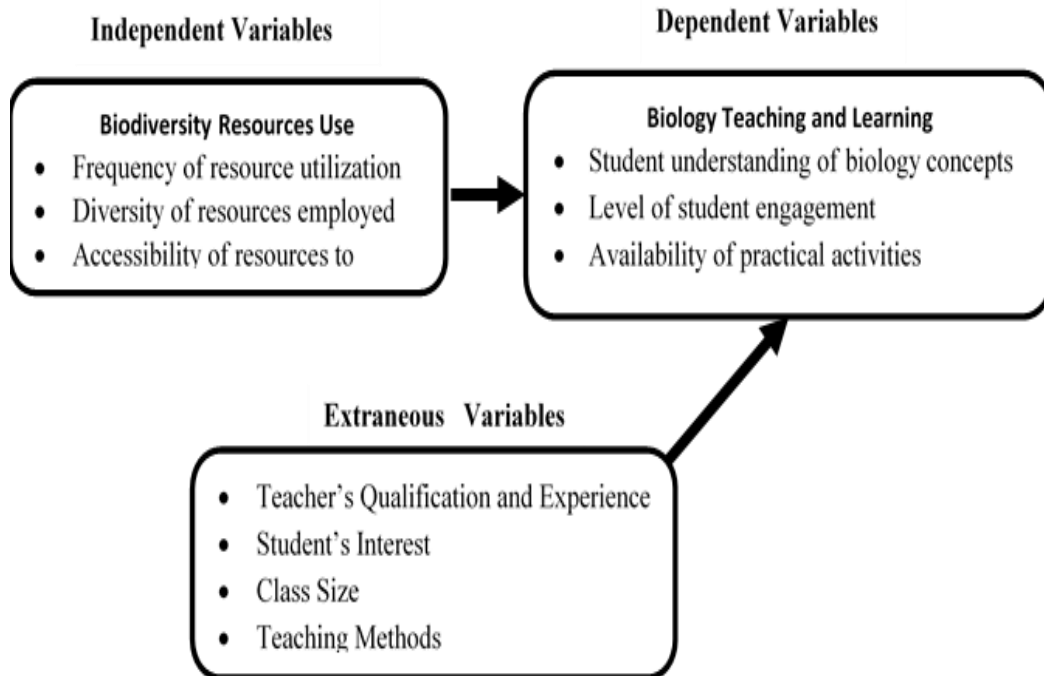 Independent Variables
Biodiversity Resources Use
• Frequency of resource utilization
• Diversity of resources employed
• Accessibility of resources to
Dependent Variables
Biology Teaching and Learning
• Student understanding of biology concepts
• Level of student engagement
• Availability of practical activities
Extraneous Variables
• Teacher’s Qualification and Experience
• Student’s Interest
• Class Size
• Teaching Methods